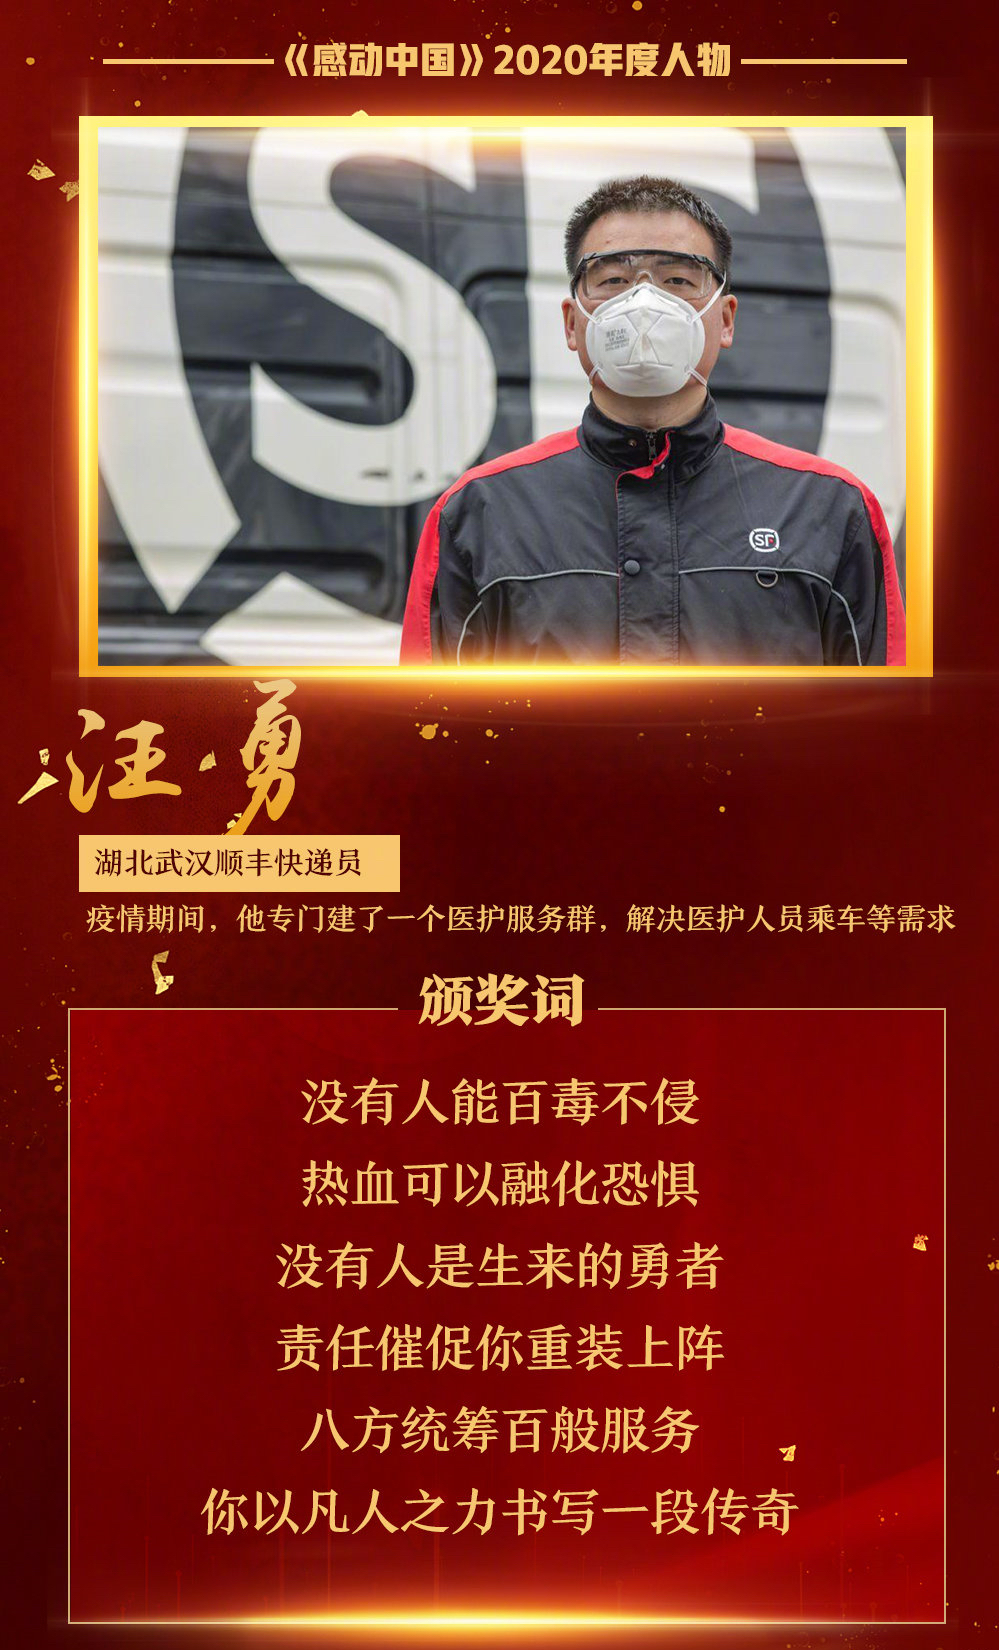 《感动中国》2020年度人物
SF
SF
汪勇
湖北武汉顺丰快递员
疫情期间，他专门建了一个医护服务群，解决医护人员乘车等需求
颁奖词
没有人能百毒不侵
热血可以融化恐惧
没有人是生来的勇者
责任催促你重装上阵
八方统筹百般服务
你以凡人之力书写一段传奇